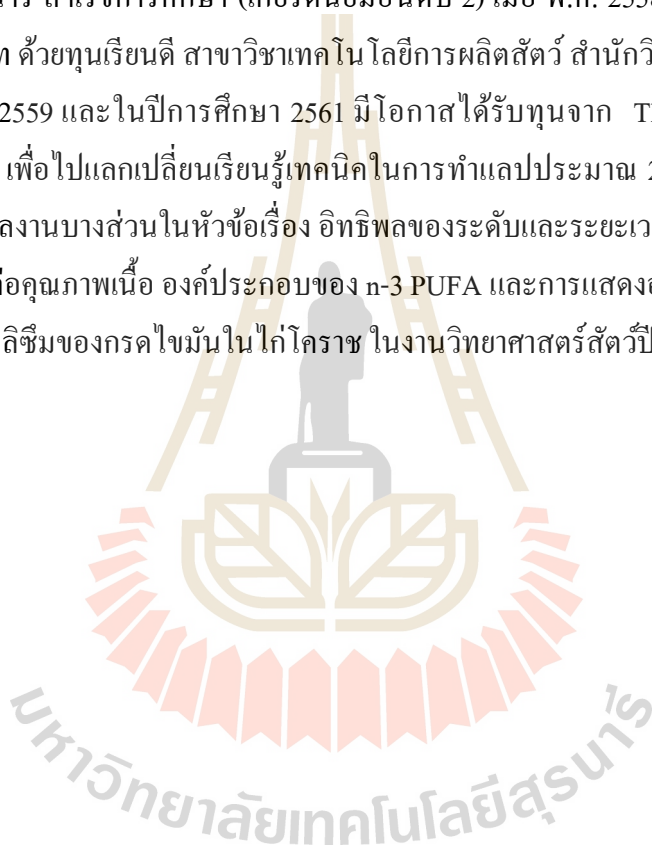 สำเร็จการศึกษา (เกียรตินิยมอันดับ 2) เมื่อ พ.ศ. 2558
ด้วยทุนเรียนดี สาขาวิชาเทคโนโลยีการผลิตสัตว์ สำนักวิ
2559 และในปีการศึกษา 2561 มีโอกาสได้รับทุนจาก
เพื่อไปแลกเปลี่ยนเรียนรู้เทคนิคในการทำแลปประมาณ 2
ลงานบางส่วนในหัวข้อเรื่อง อิทธิพลของระดับและระยะเว
่อคุณภาพเนื้อ องค์ประกอบของ n-3 PUFA และการแสดงอ
ลิซึมของกรดไขมันในไก่โคราช ในงานวิทยาศาสตร์สัตว์ปี
มหาวิทยาลัยเทคโนโลยีสุรนารี